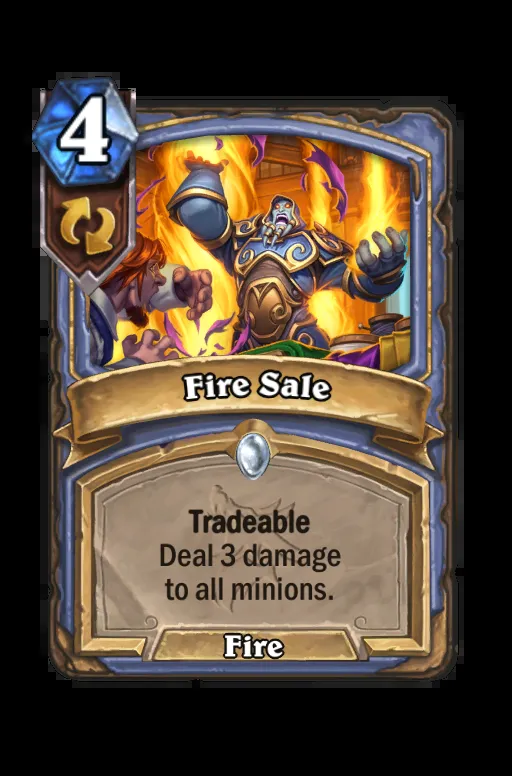 4
Fire Sale
Tradeable
Deal 3 damage
to all minions.
Fire